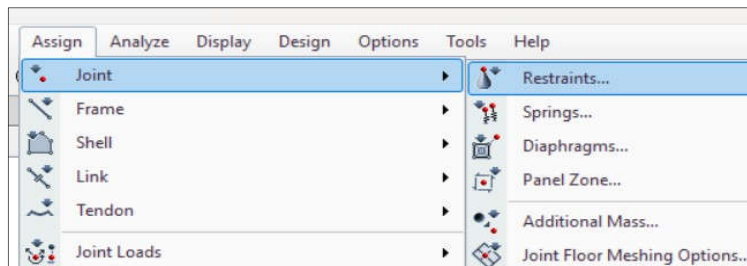 Assign Analyze Display Design Options Tools Help
Joint
Frame
Shell
Link
Tendon
Joint Loads
Restraints...
Springs...
Diaphragms...
Panel Zone...
Additional Mass...
Joint Floor Meshing Options...